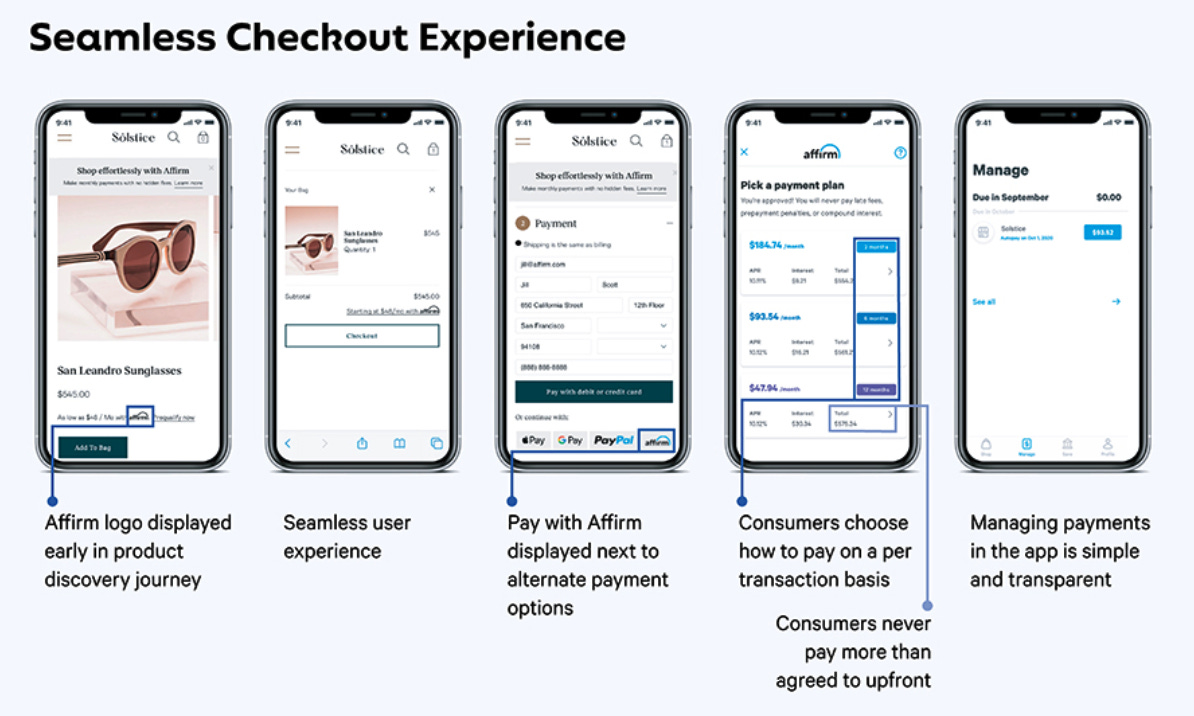 Seamless Checkout Experience
9:41
Sólstice
Shop effortlessly with Affirm
Make monthly payments with no hidden fees. Learn more
San Leandro Sunglasses
$545.00
As low as $48 / Mo with affirm. Prequalify now
Add To Bag
Affirm logo displayed
early in product
discovery journey
9:41
Sólstice
Your Bag
San Leandro
Sunglasses
Quantity: 1
$545
Subtotal
$545.00
Starting at $48/mo with affirm
Checkout
Seamless user
experience
9:41
Sólstice
Shop effortlessly with Affirm
Make monthly payments with no hidden fees. Learn more
2 Payment
Shipping is the same as billing.
jill@affirm.com
Jill
Scott
650 California Street
12th Floor
San Francisco
94108
(888) 888-8888
Pay with debit or credit card
Or continue with:
Pay
G Pay
PayPal
affirm
Pay with Affirm
displayed next to
alternate payment
options
9:41
affirm
Pick a payment plan
You're approved! You will never pay late fees,
prepayment penalties, or compound interest.
$184.74 /month
3 months
APR
Interest
Total
10.11%
$9.21
$93.54 /month
6 months
APR
Interest
Total
10.12%
$16.21
$47.94 /month
12 months
APR
Interest
Total
10.12%
$30.34
Consumers choose
how to pay on a per
transaction basis
Consumers never
pay more than
agreed to upfront
9:41
Manage
Due in September
$0.00
Due in October
Solstice
Autopay on Oct 1, 2020
$93.52
See all
Shop
Manage
Save
Profile
Managing payments
in the app is simple
and transparent